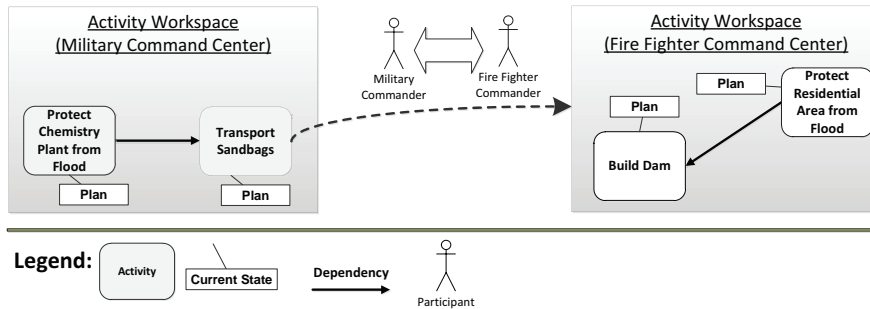 Activity Workspace
(Military Command Center)
Protect
Chemistry
Plant from
Flood
Plan
Transport
Sandbags
Plan
Military
Commander
Fire Fighter
Commander
Activity Workspace
(Fire Fighter Command Center)
Plan
Protect
Residential
Area from
Flood
Plan
Build Dam
Legend:
Activity
Current State
Dependency
Participant